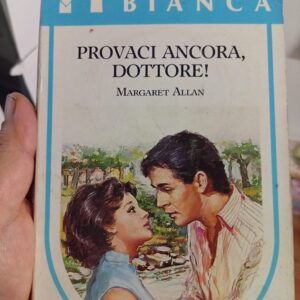 BIANCA
PROVACI ANCORA,
DOTTORE!
MARGARET ALLAN